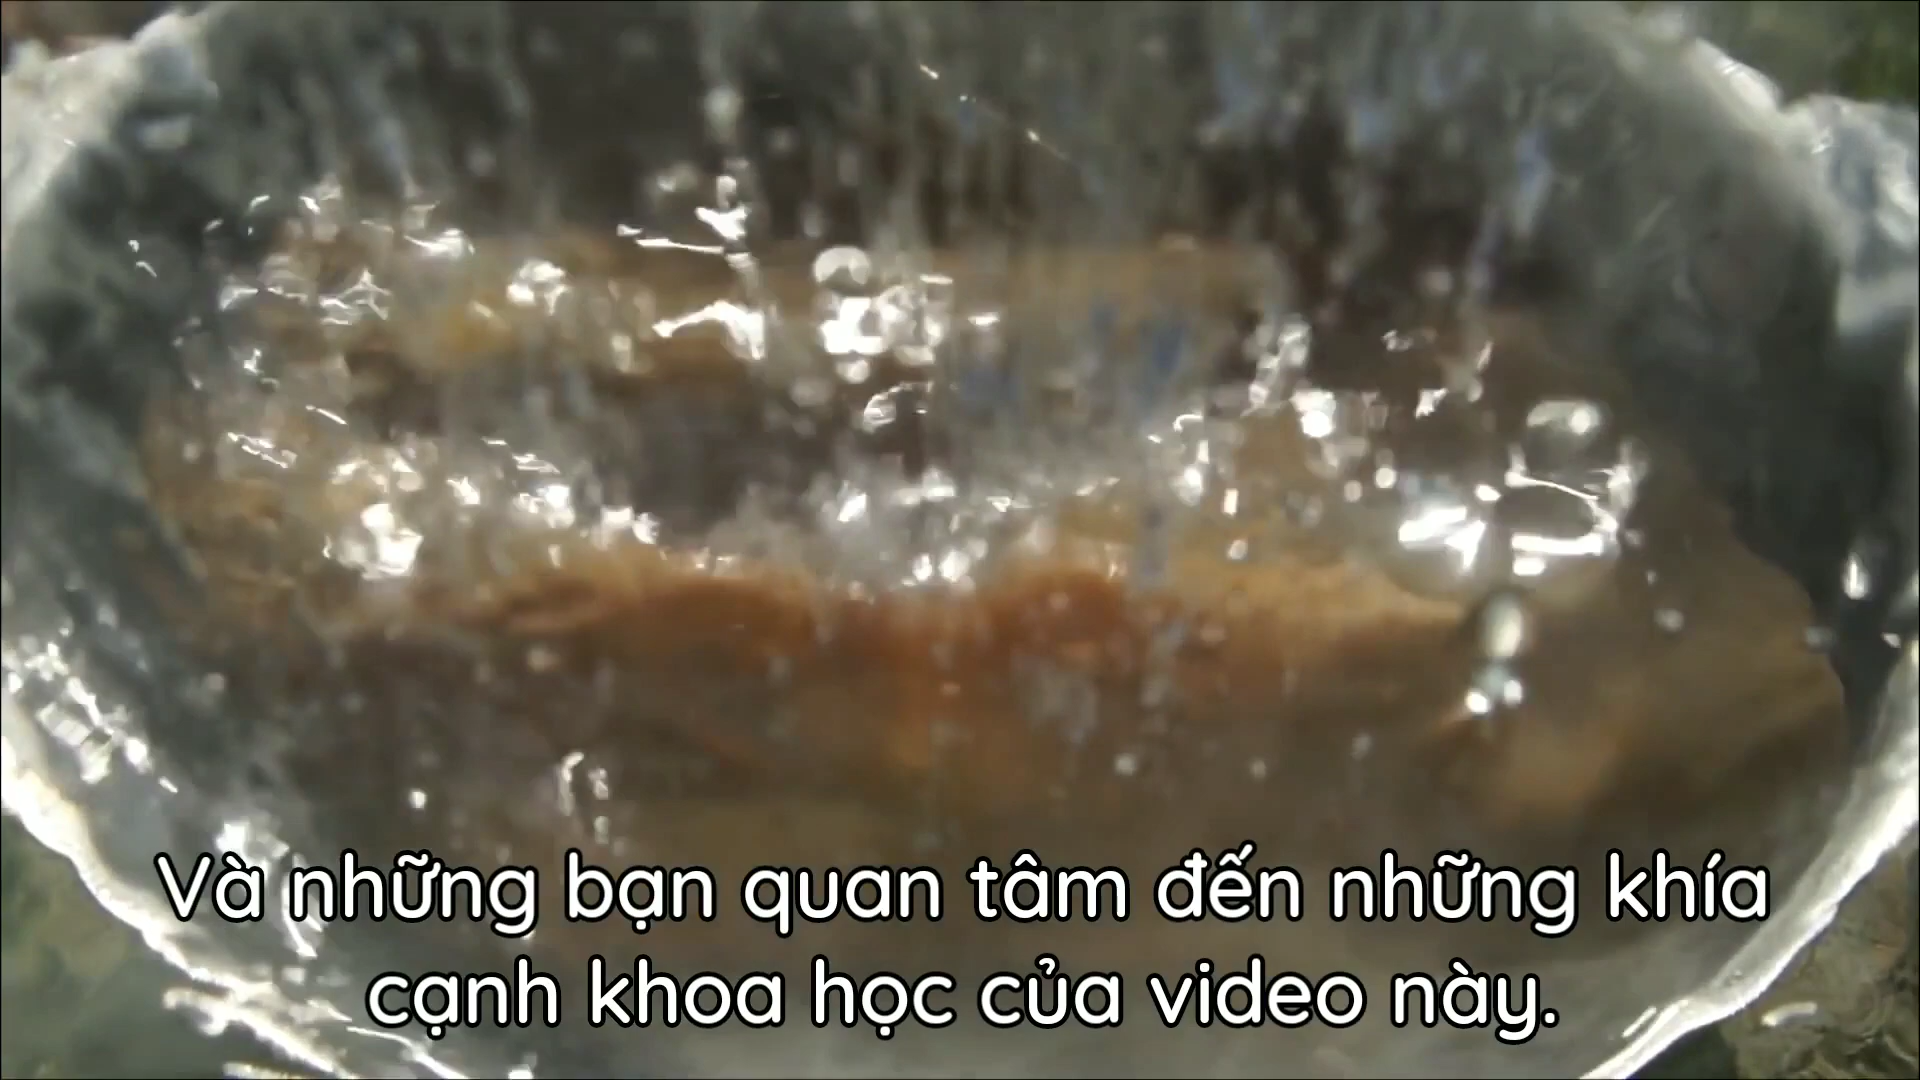 Và những bạn quan tâm đến những khía
cạnh khoa học của video này.